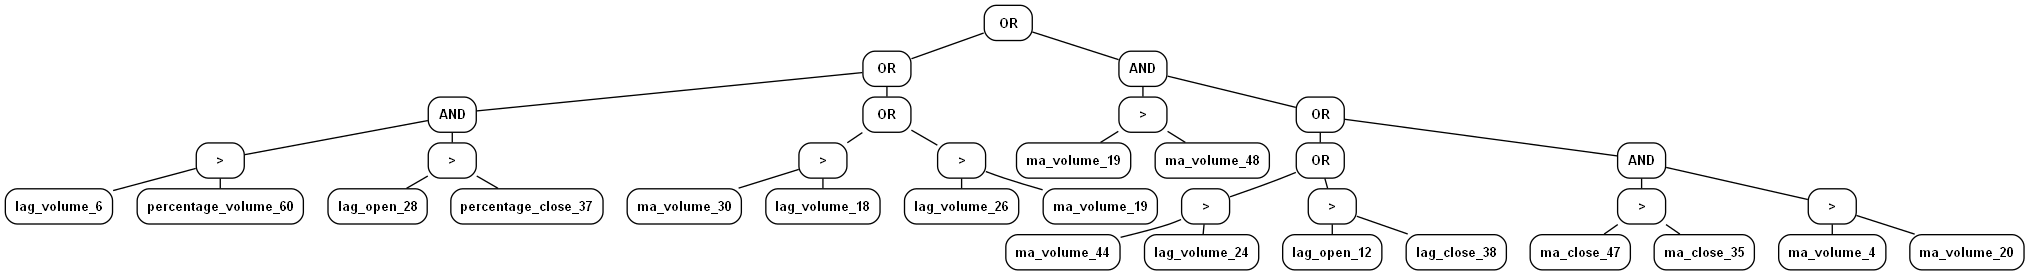 OR
OR AND
AND OR > OR
> > > > ma_volume_19 ma_volume_48 OR AND
lag_volume_6 percentage_volume_60 lag_open_28 percentage_close_37 ma_volume_30 lag_volume_18 lag_volume_26 ma_volume_19 > > > >
ma_volume_44 lag_volume_24 lag_open_12 lag_close_38 ma_close_47 ma_close_35 ma_volume_4 ma_volume_20